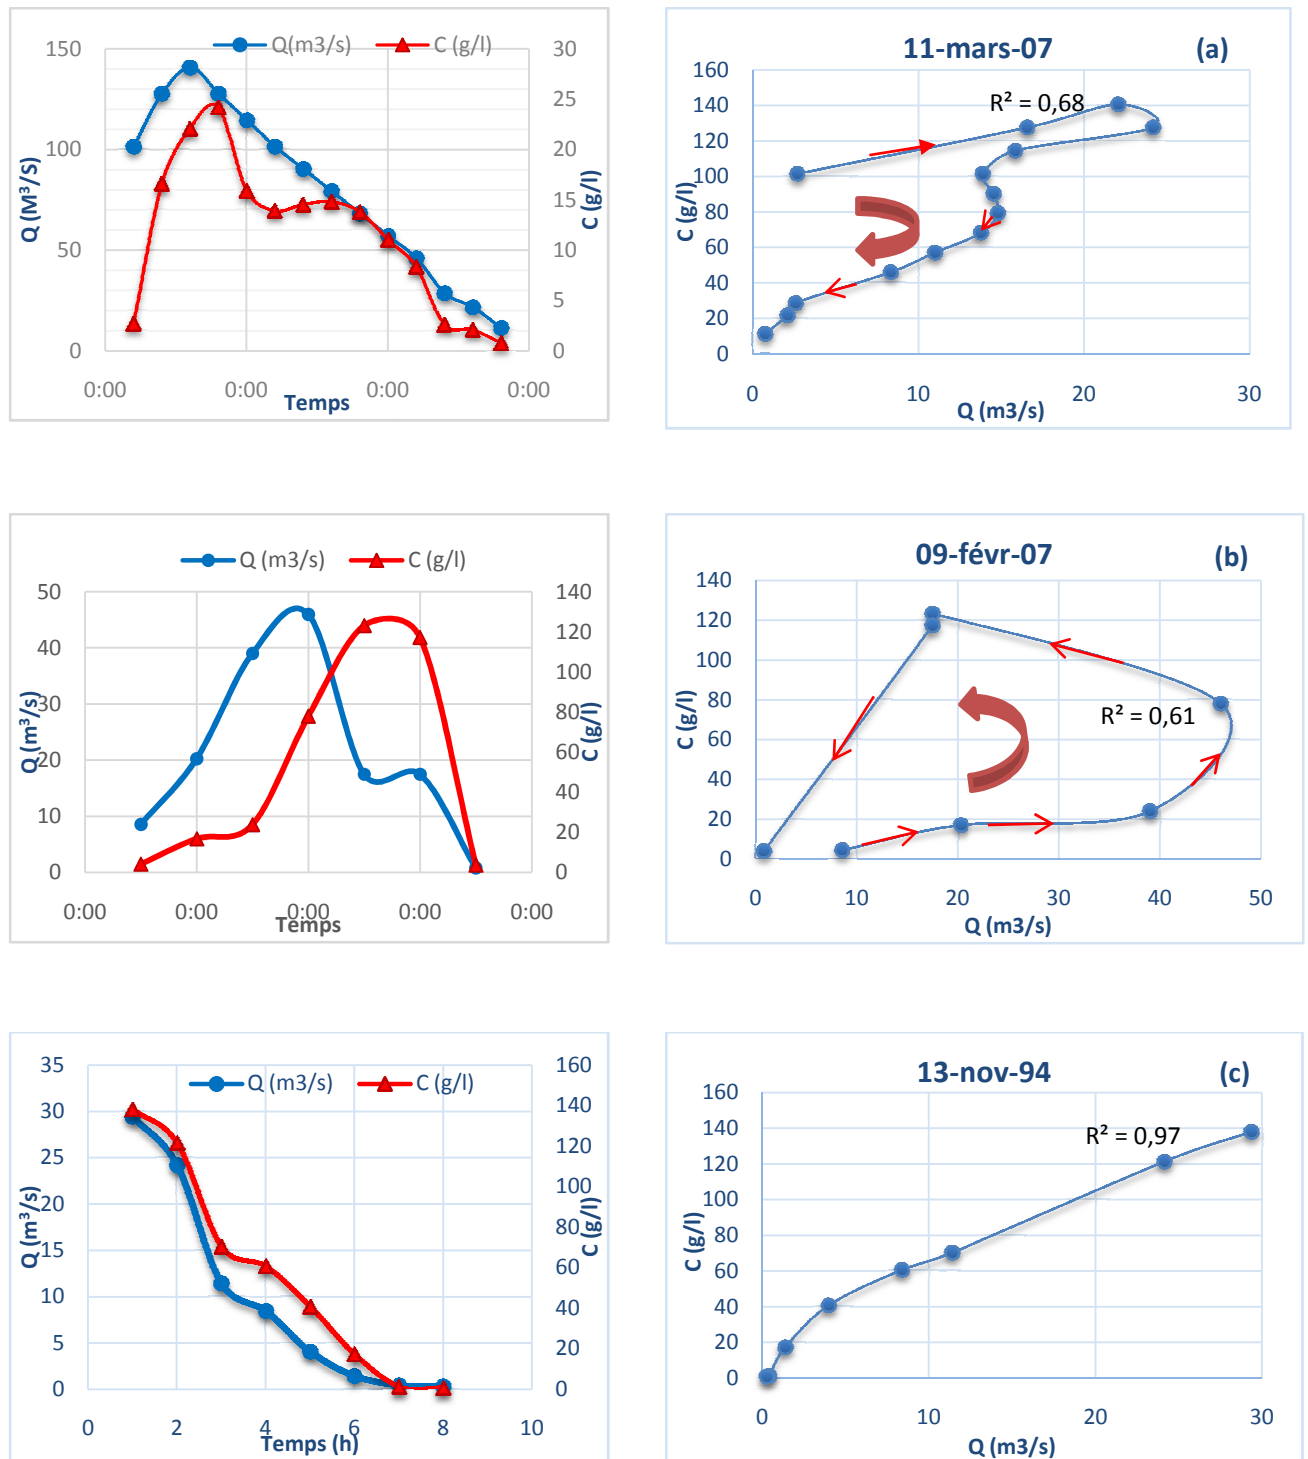 Q(m3/s) C (g/l)
150
100
50
0
30
25
20
15
10
5
0
Q (M³/S)
C (g/l)
0:00 0:00 0:00 0:00
Temps
11-mars-07 (a)
R² = 0,68
160
140
120
100
80
60
40
20
0
C (g/l)
0 10 20 30
Q (m3/s)
Q (m3/s) C (g/l)
50
40
30
20
10
0
140
120
100
80
60
40
20
0
Q (m³/s)
C (g/l)
0:00 0:00 0:00 0:00 0:00
Temps
09-févr-07 (b)
R² = 0,61
140
120
100
80
60
40
20
0
C (g/l)
0 10 20 30 40 50
Q (m3/s)
Q (m3/s) C (g/l)
35
30
25
20
15
10
5
0
160
140
120
100
80
60
40
20
0
Q (m³/s)
C (g/l)
0 2 4 6 8 10
Temps (h)
13-nov-94 (c)
R² = 0,97
160
140
120
100
80
60
40
20
0
C (g/l)
0 10 20 30
Q (m3/s)